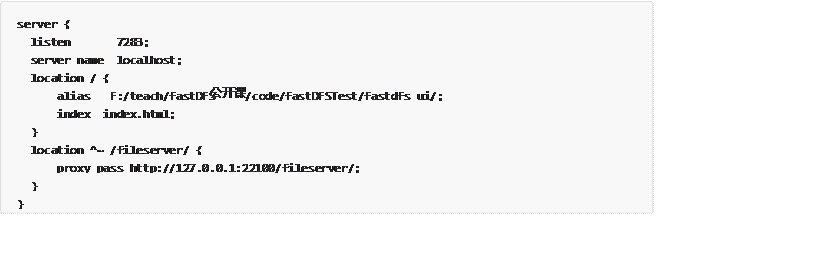 server {
listen 7283;
server name localhost;
location / {
alias F:/teach/fastDFS公开课/code/fastDFSTest/fastdfs ui/;
index index.html;
}
location ^~ /fileserver/ {
proxy pass http://127.0.0.1:22100/fileserver/;
}
}